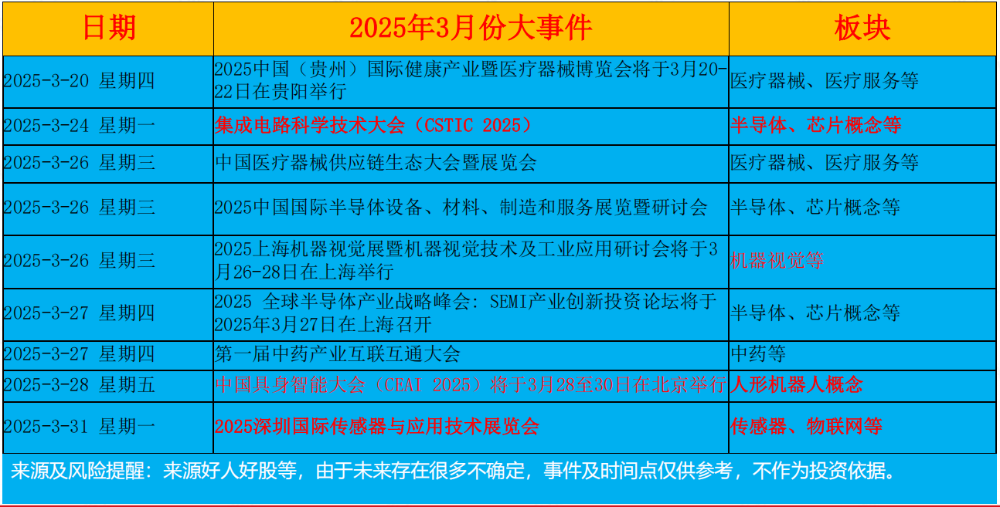 日期 2025年3月份大事件 板块
2025-3-20 星期四 2025中国（贵州）国际健康产业暨医疗器械博览会将于3月20-
22日在贵阳举行 医疗器械、医疗服务等
2025-3-24 星期一 集成电路科学技术大会（CSTIC 2025） 半导体、芯片概念等
2025-3-26 星期三 中国医疗器械供应链生态大会暨展览会 医疗器械、医疗服务等
2025-3-26 星期三 2025中国国际半导体设备、材料、制造和服务展览暨研讨会 半导体、芯片概念等
2025-3-26 星期三 2025上海机器视觉展暨机器视觉技术及工业应用研讨会将于3
月26-28日在上海举行 机器视觉等
2025-3-27 星期四 2025 全球半导体产业战略峰会: SEMI产业创新投资论坛将于
2025年3月27日在上海召开 半导体、芯片概念等
2025-3-27 星期四 第一届中药产业互联互通大会 中药等
2025-3-28 星期五 中国具身智能大会（CEAI 2025）将于3月28至30日在北京举行 人形机器人概念
2025-3-31 星期一 2025深圳国际传感器与应用技术展览会 传感器、物联网等
来源及风险提醒：来源好人好股等，由于未来存在很多不确定，事件及时间点仅供参考，不作为投资依据。